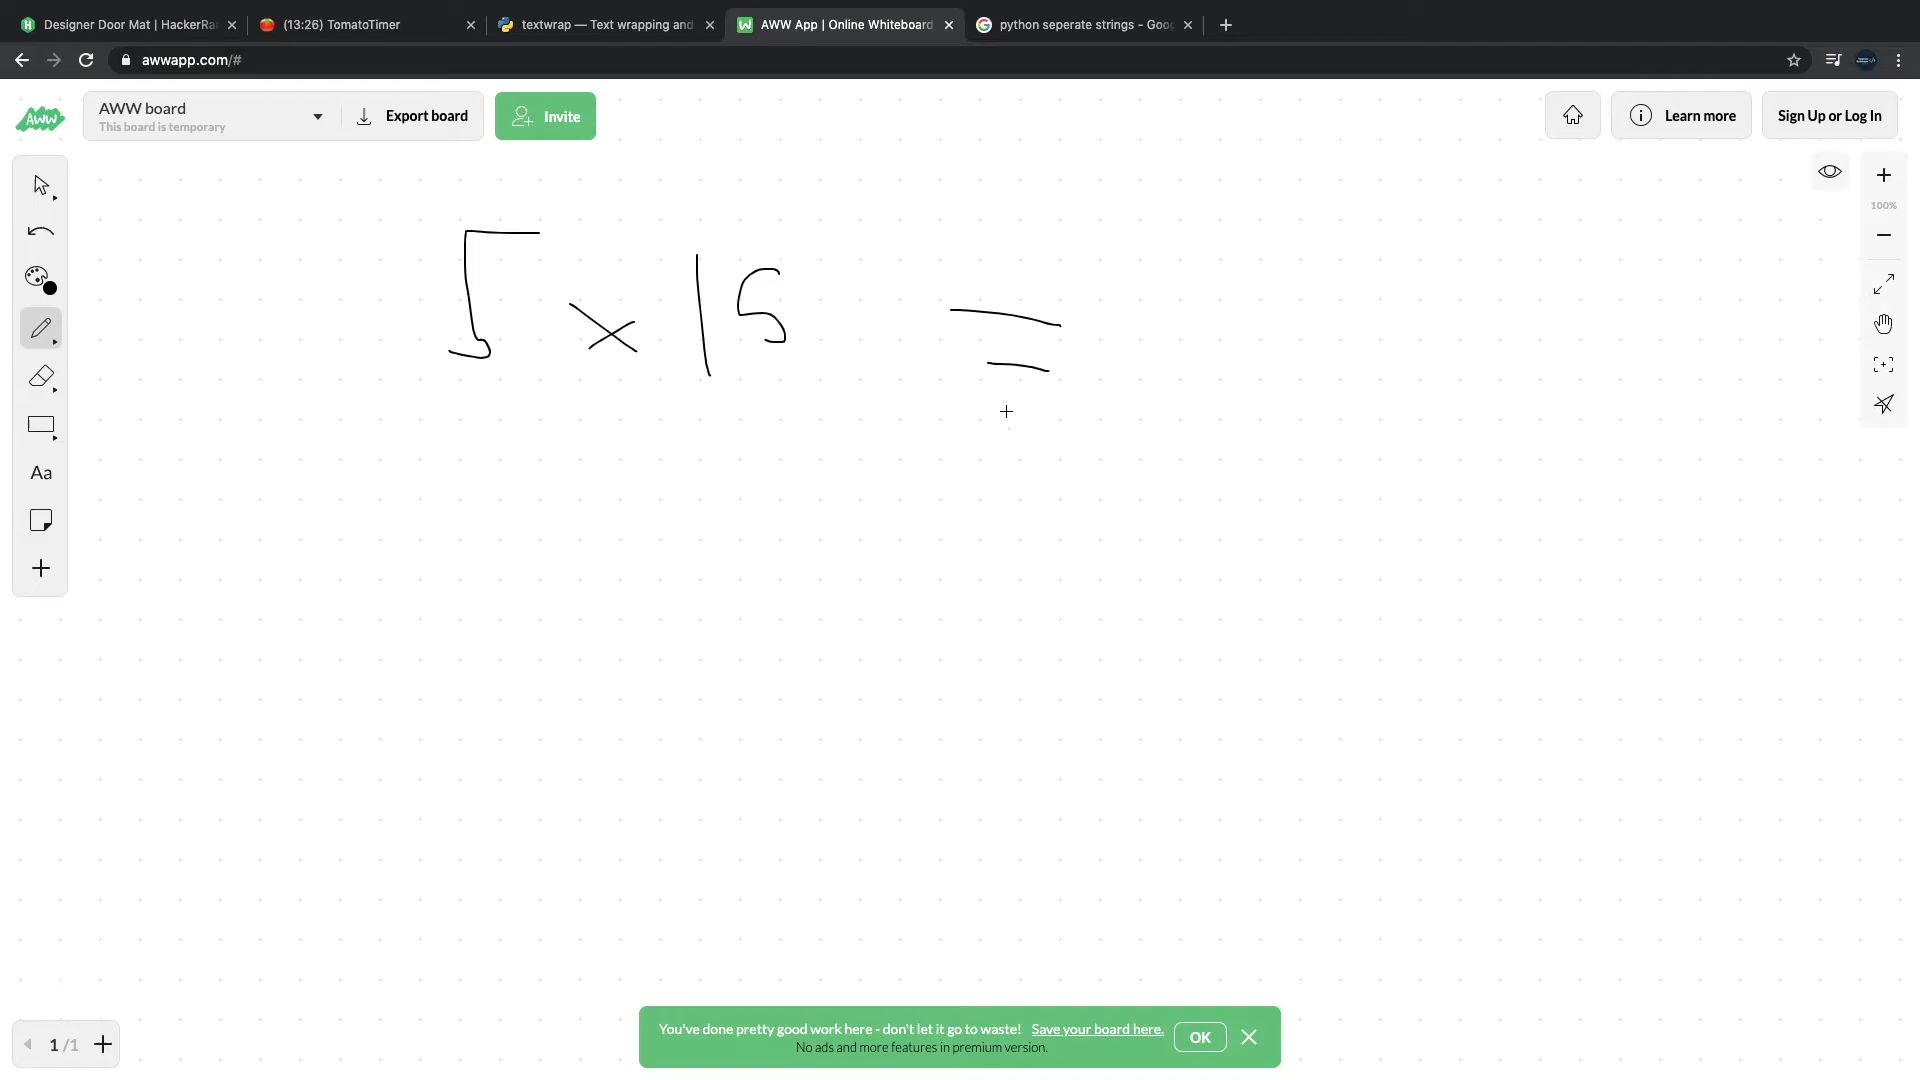 Designer Door Mat | HackerRa
(13:26) TomatoTimer
textwrap — Text wrapping and
AWW App | Online Whiteboard
python seperate strings - Goog
awwapp.com/#
AWW
AWW board
This board is temporary
Export board
Invite
Learn more
Sign Up or Log In
100%
5 x 15 =
Aa
You've done pretty good work here - don't let it go to waste! Save your board here.
No ads and more features in premium version.
OK
1 /1